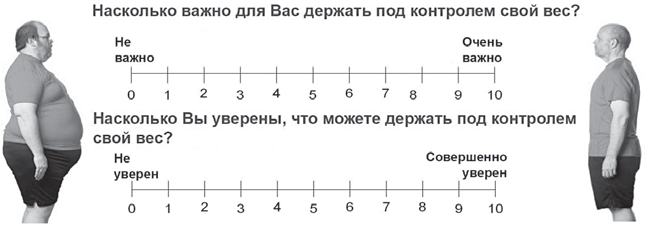 Насколько важно для Вас держать под контролем свой вес?
Не важно
Очень важно
0 1 2 3 4 5 6 7 8 9 10
Насколько Вы уверены, что можете держать под контролем
свой вес?
Не уверен
Совершенно уверен
0 1 2 3 4 5 6 7 8 9 10